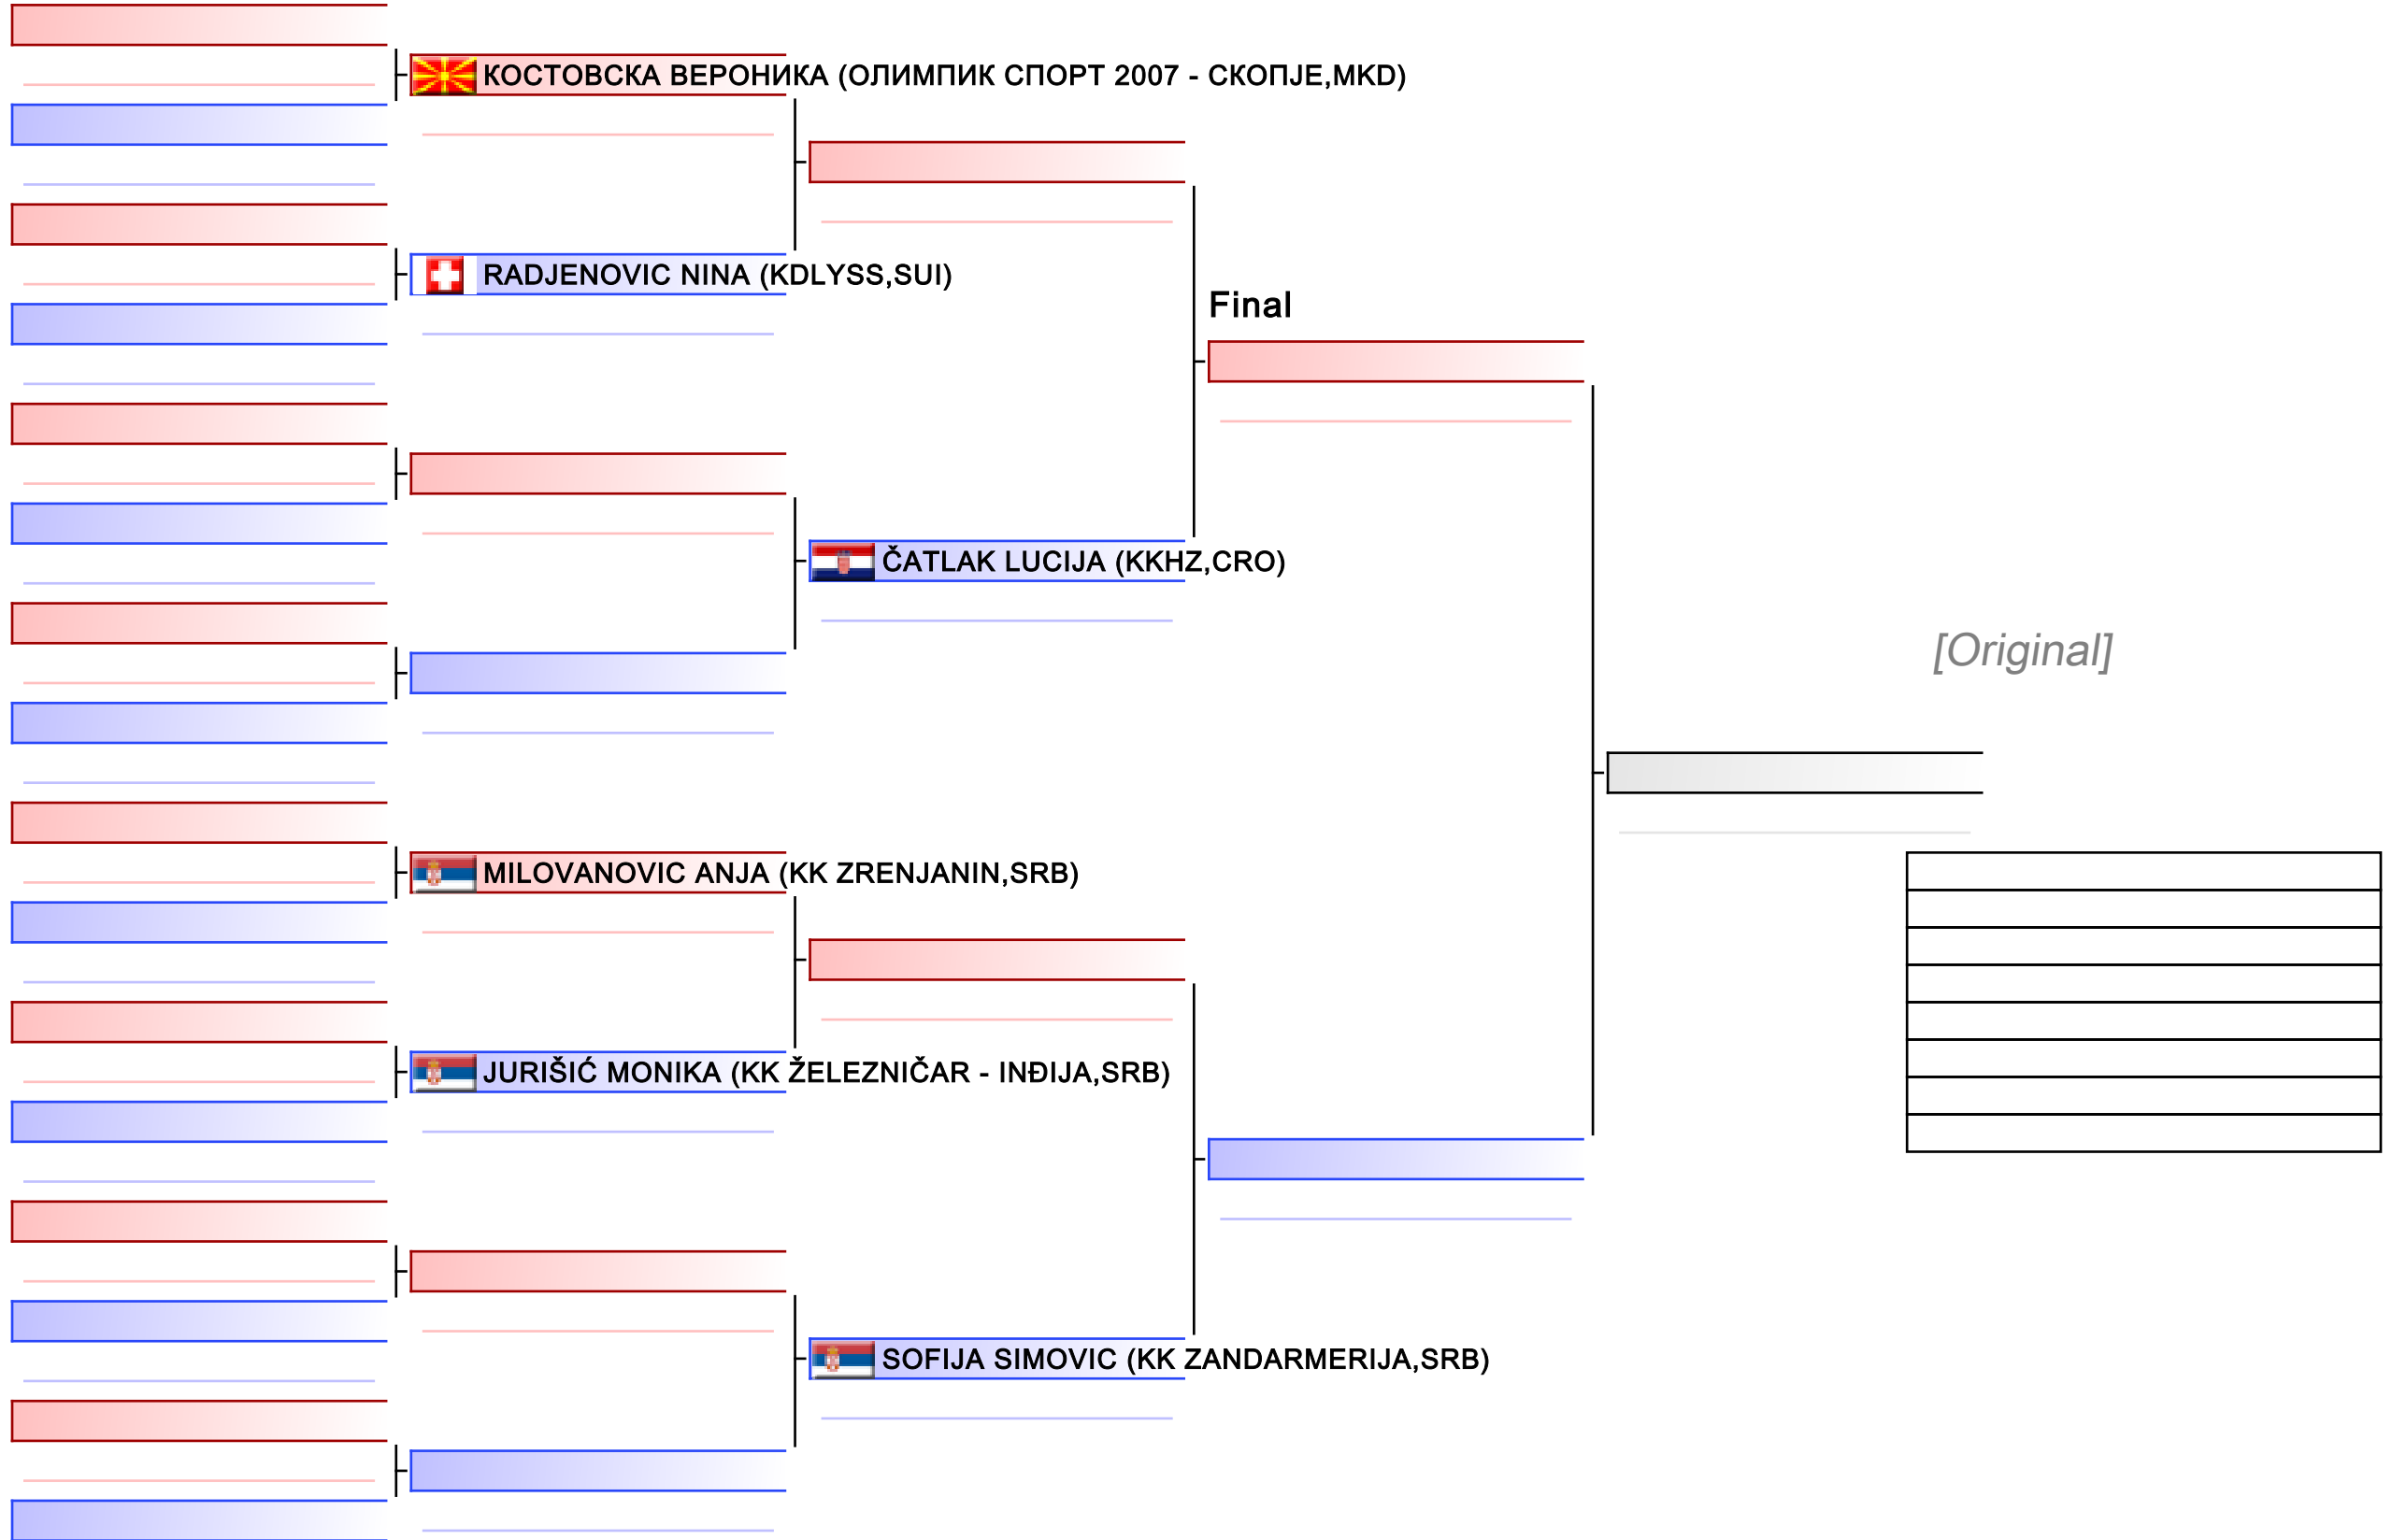 КОСТОВСКА ВЕРОНИКА (ОЛИМПИК СПОРТ 2007 - СКОПЈЕ,MKD)
RADJENOVIC NINA (KDLYSS,SUI)
Final
ČATLAK LUCIJA (KKHZ,CRO)
[Original]
MILOVANOVIC ANJA (KK ZRENJANIN,SRB)
JURIŠIĆ MONIKA (KK ŽELEZNIČAR - INĐIJA,SRB)
SOFIJA SIMOVIC (KK ZANDARMERIJA,SRB)